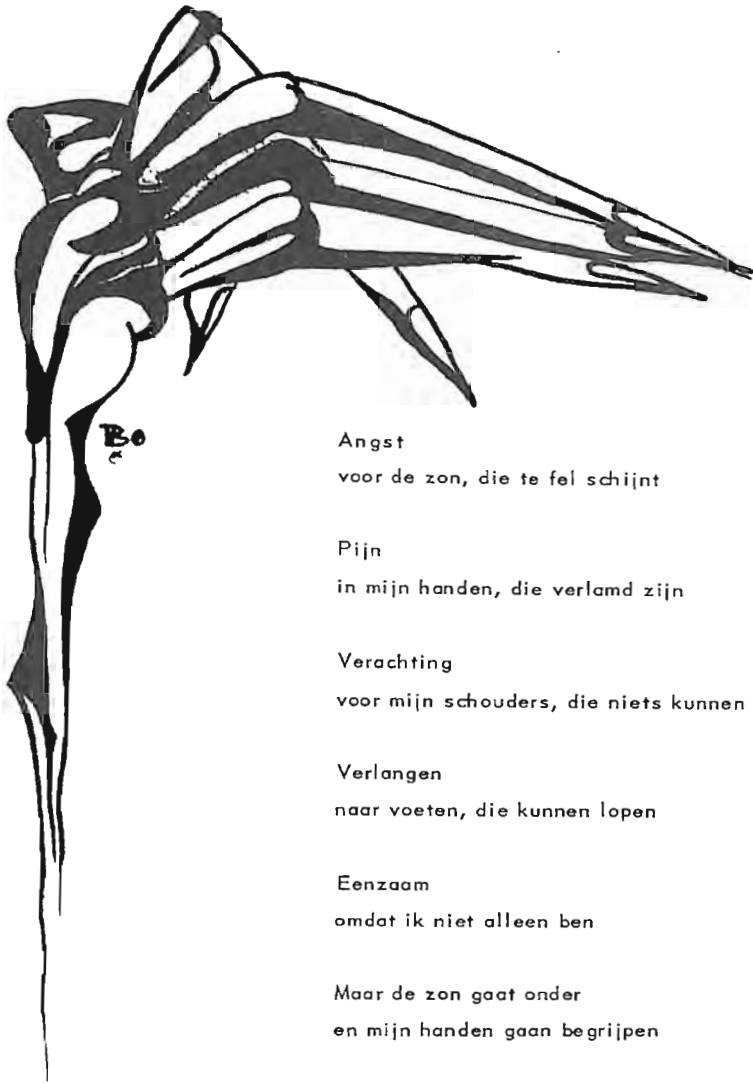 Bo
Angst
voor de zon, die te fel schijnt
Pijn
in mijn handen, die verlamd zijn
Verachting
voor mijn schouders, die niets kunnen
Verlangen
naar voeten, die kunnen lopen
Eenzaam
omdat ik niet alleen ben
Maar de zon gaat onder
en mijn handen gaan begrijpen